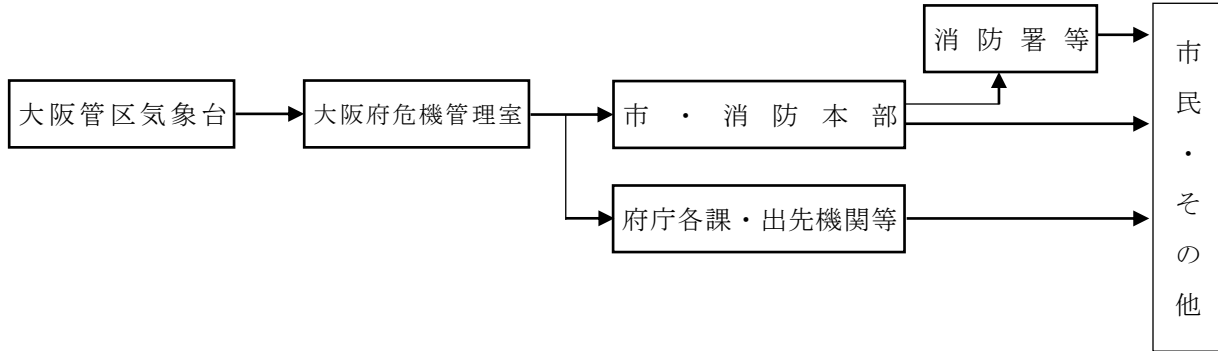 大阪管区気象台
大阪府危機管理室
市・消防本部
消防署等
府庁各課・出先機関等
市民・その他